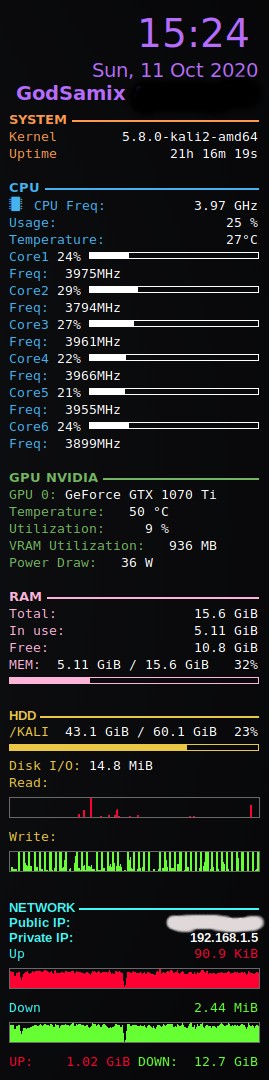 15:24
Sun, 11 Oct 2020
GodSamix
SYSTEM
Kernel 5.8.0-kali2-amd64
Uptime 21h 16m 19s
CPU
CPU Freq: 3.97 GHz
Usage: 25 %
Temperature: 27°C
Core1 24%
Freq: 3975MHz
Core2 29%
Freq: 3794MHz
Core3 27%
Freq: 3961MHz
Core4 22%
Freq: 3966MHz
Core5 21%
Freq: 3955MHz
Core6 24%
Freq: 3899MHz
GPU NVIDIA
GPU 0: GeForce GTX 1070 Ti
Temperature: 50 °C
Utilization: 9 %
VRAM Utilization: 936 MB
Power Draw: 36 W
RAM
Total: 15.6 GiB
In use: 5.11 GiB
Free: 10.8 GiB
MEM: 5.11 GiB / 15.6 GiB 32%
HDD
/KALI 43.1 GiB / 60.1 GiB 23%
Disk I/O: 14.8 MiB
Read:
Write:
NETWORK
Public IP:
Private IP: 192.168.1.5
Up 90.9 KiB
Down 2.44 MiB
UP: 1.02 GiB DOWN: 12.7 GiB